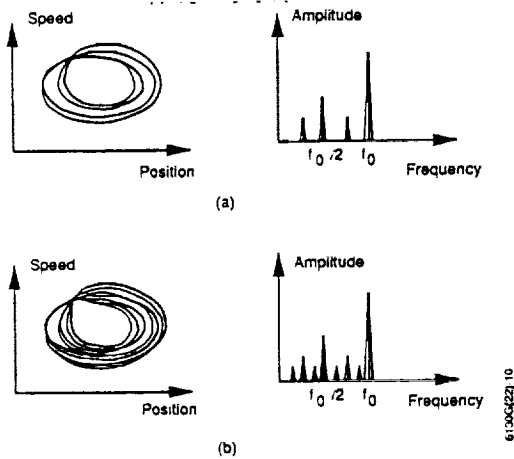 Speed
Amplitude
f0/2 f0
Position
Frequency
(a)
Speed
Amplitude
f0/2 f0
Position
Frequency
(b)
6130G(22)-10